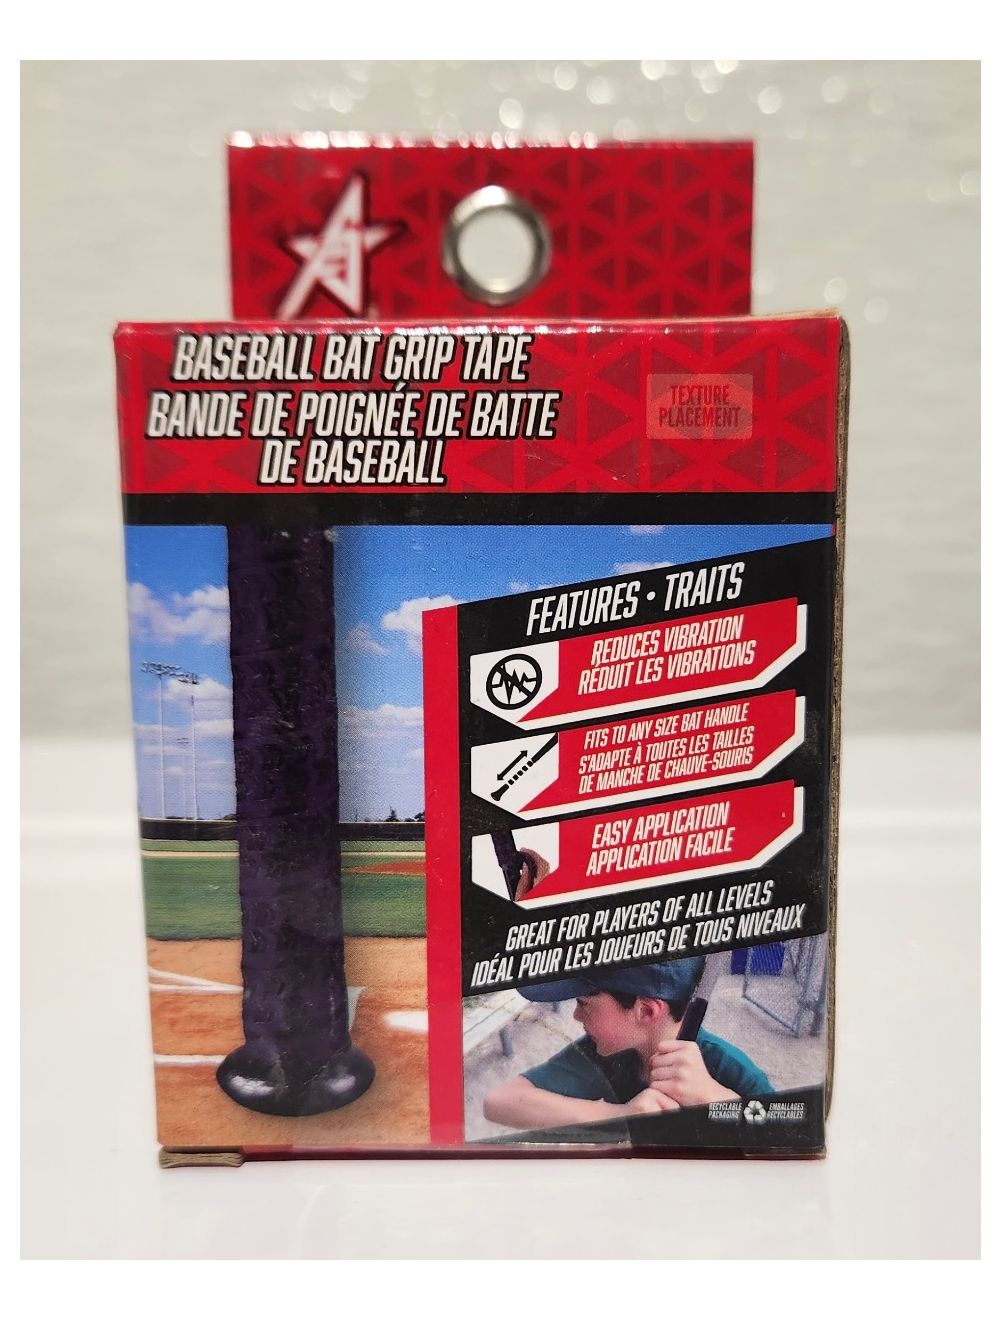 BASEBALL BAT GRIP TAPE
BANDE DE POIGNÉE DE BATTE
DE BASEBALL
TEXTURE
PLACEMENT
FEATURES • TRAITS
REDUCES VIBRATION
RÉDUIT LES VIBRATIONS
FITS TO ANY SIZE BAT HANDLE
S'ADAPTE À TOUTES LES TAILLES
DE MANCHE DE CHAUVE-SOURIS
EASY APPLICATION
APPLICATION FACILE
GREAT FOR PLAYERS OF ALL LEVELS
IDÉAL POUR LES JOUEURS DE TOUS NIVEAUX
RECYCLABLE
PACKAGING
EMBALLAGES
RECYCLABLES